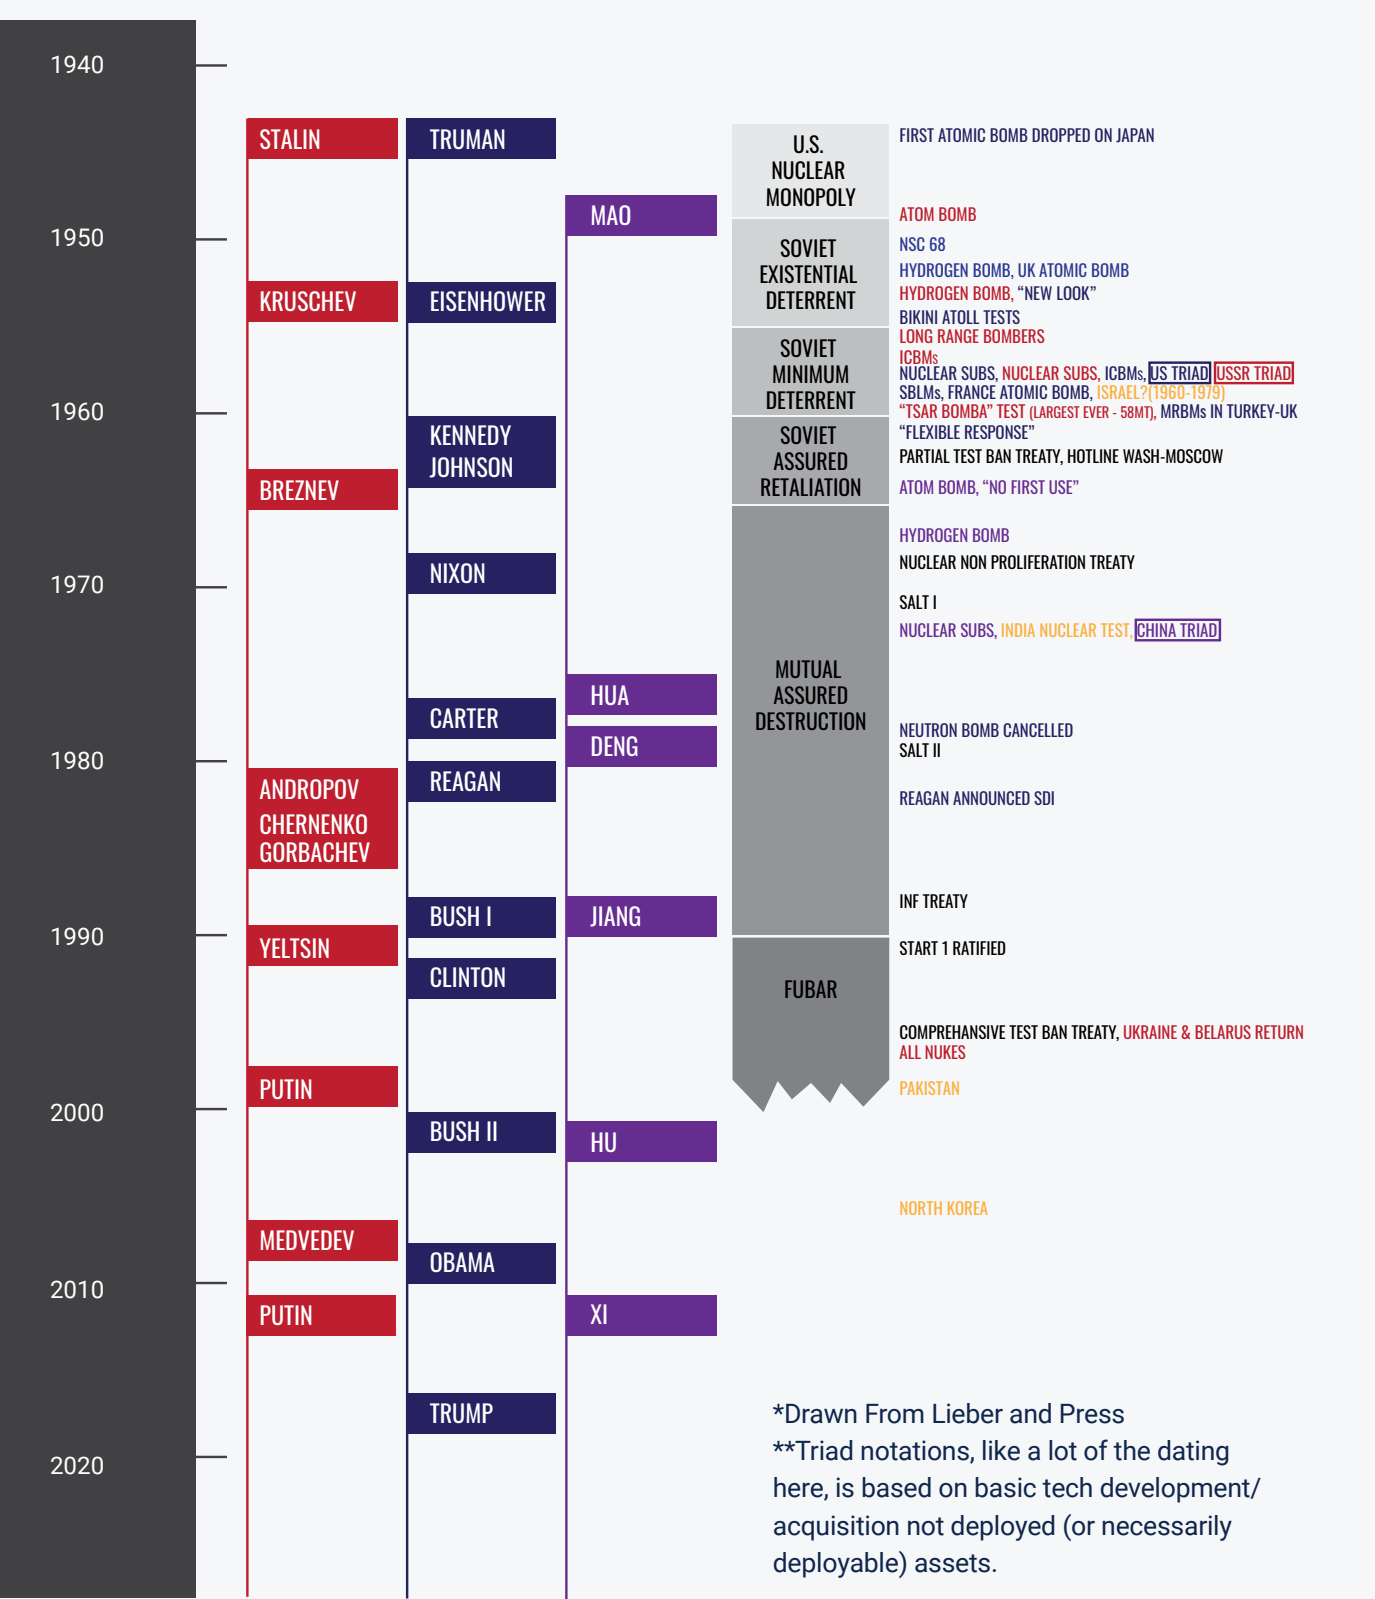 1940
1950
1960
1970
1980
1990
2000
2010
2020
STALIN
KRUSCHEV
BREZNEV
ANDROPOV
CHERNENKO
GORBACHEV
YELTSIN
PUTIN
MEDVEDEV
PUTIN
TRUMAN
EISENHOWER
KENNEDY
JOHNSON
NIXON
CARTER
REAGAN
BUSH I
CLINTON
BUSH II
OBAMA
TRUMP
MAO
HUA
DENG
JIANG
HU
XI
U.S.
NUCLEAR
MONOPOLY
SOVIET
EXISTENTIAL
DETERRENT
SOVIET
MINIMUM
DETERRENT
SOVIET
ASSURED
RETALIATION
MUTUAL
ASSURED
DESTRUCTION
FUBAR
FIRST ATOMIC BOMB DROPPED ON JAPAN
ATOM BOMB
NSC 68
HYDROGEN BOMB, UK ATOMIC BOMB
HYDROGEN BOMB, “NEW LOOK”
BIKINI ATOLL TESTS
LONG RANGE BOMBERS
ICBMs
NUCLEAR SUBS, NUCLEAR SUBS, ICBMs, US TRIAD USSR TRIAD
SBLMs, FRANCE ATOMIC BOMB, ISRAEL?(1960-1979)
“TSAR BOMBA” TEST (LARGEST EVER - 58MT), MRBMs IN TURKEY-UK
“FLEXIBLE RESPONSE”
PARTIAL TEST BAN TREATY, HOTLINE WASH-MOSCOW
ATOM BOMB, “NO FIRST USE”
HYDROGEN BOMB
NUCLEAR NON PROLIFERATION TREATY
SALT I
NUCLEAR SUBS, INDIA NUCLEAR TEST, CHINA TRIAD
NEUTRON BOMB CANCELLED
SALT II
REAGAN ANNOUNCED SDI
INF TREATY
START 1 RATIFIED
COMPREHANSIVE TEST BAN TREATY, UKRAINE & BELARUS RETURN
ALL NUKES
PAKISTAN
NORTH KOREA
*Drawn From Lieber and Press
**Triad notations, like a lot of the dating
here, is based on basic tech development/
acquisition not deployed (or necessarily
deployable) assets.